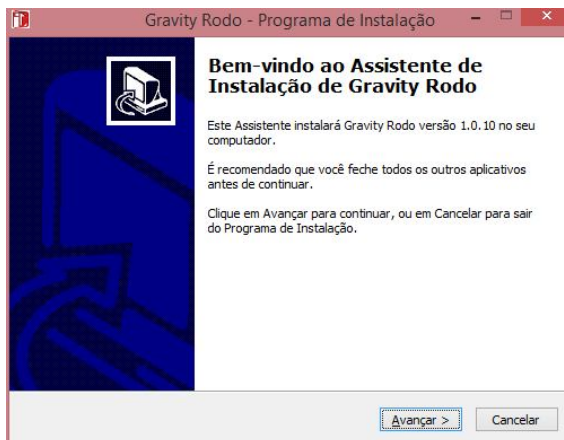 Gravity Rodo - Programa de Instalação
Bem-vindo ao Assistente de
Instalação de Gravity Rodo
Este Assistente instalará Gravity Rodo versão 1.0.10 no seu
computador.
É recomendado que você feche todos os outros aplicativos
antes de continuar.
Clique em Avançar para continuar, ou em Cancelar para sair
do Programa de Instalação.
Avançar >
Cancelar